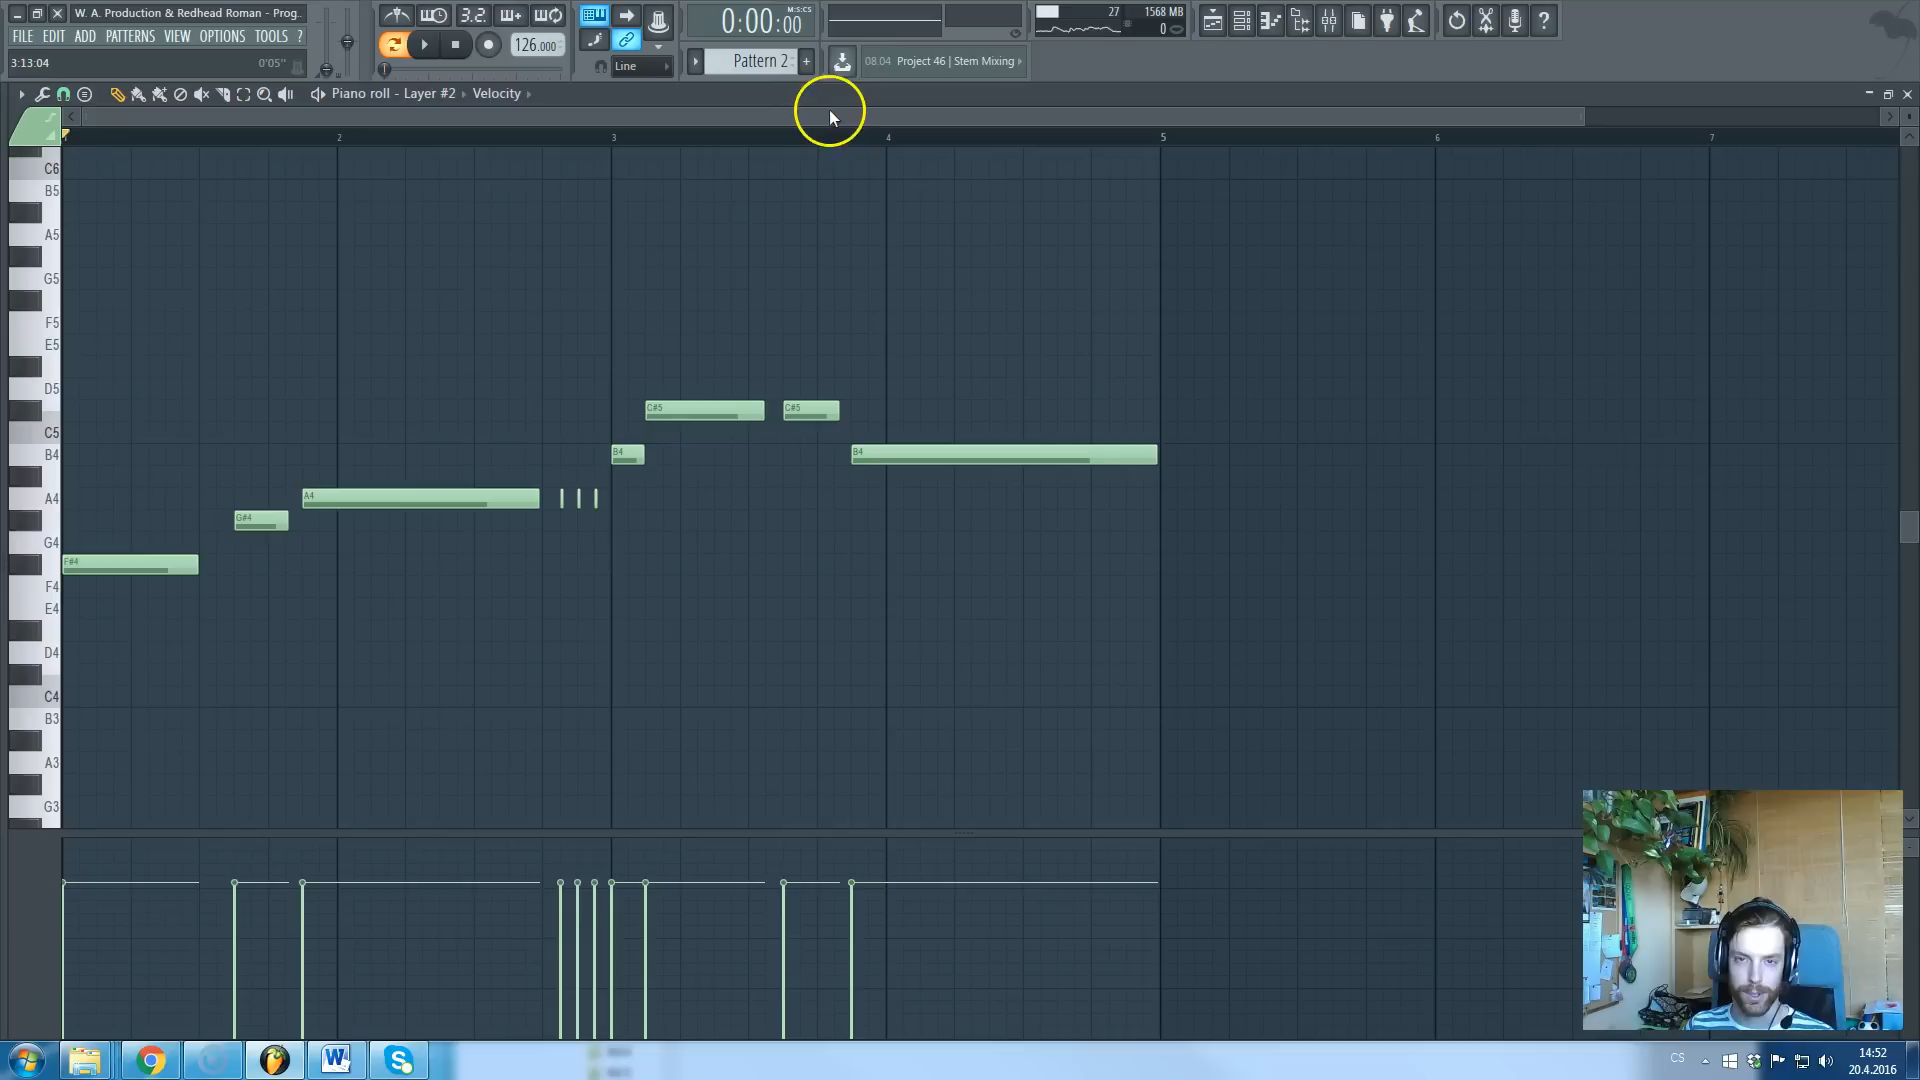 W. A. Production & Redhead Roman - Prog..
FILE EDIT ADD PATTERNS VIEW OPTIONS TOOLS ?
3:13:04 0'05"
3.2.
126.000
Line
0:00:00
M:S:CS
Pattern 2
+
27 1568 MB
0
08.04 Project 46 | Stem Mixing
?
Piano roll - Layer #2 Velocity
2 3 4 5 6 7
C6
B5
A5
G5
F5
E5
D5
C5
B4
A4
G4
F4
E4
D4
C4
B3
A3
G3
C#5 C#5
B4 B4
A4
G#4
F#4
CS
14:52
20.4.2016